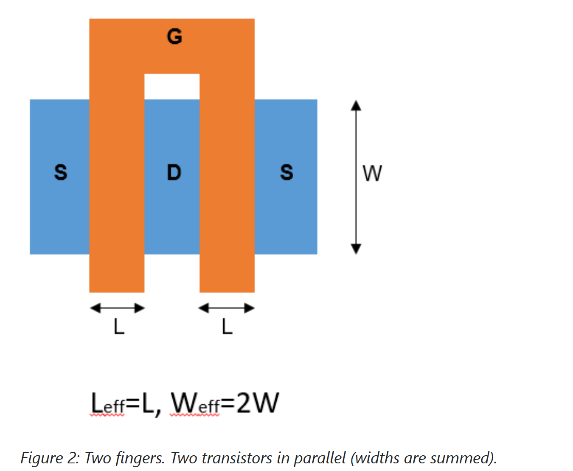 G
S
D
S
W
L
L
Leff=L, Weff=2W
Figure 2: Two fingers. Two transistors in parallel (widths are summed).